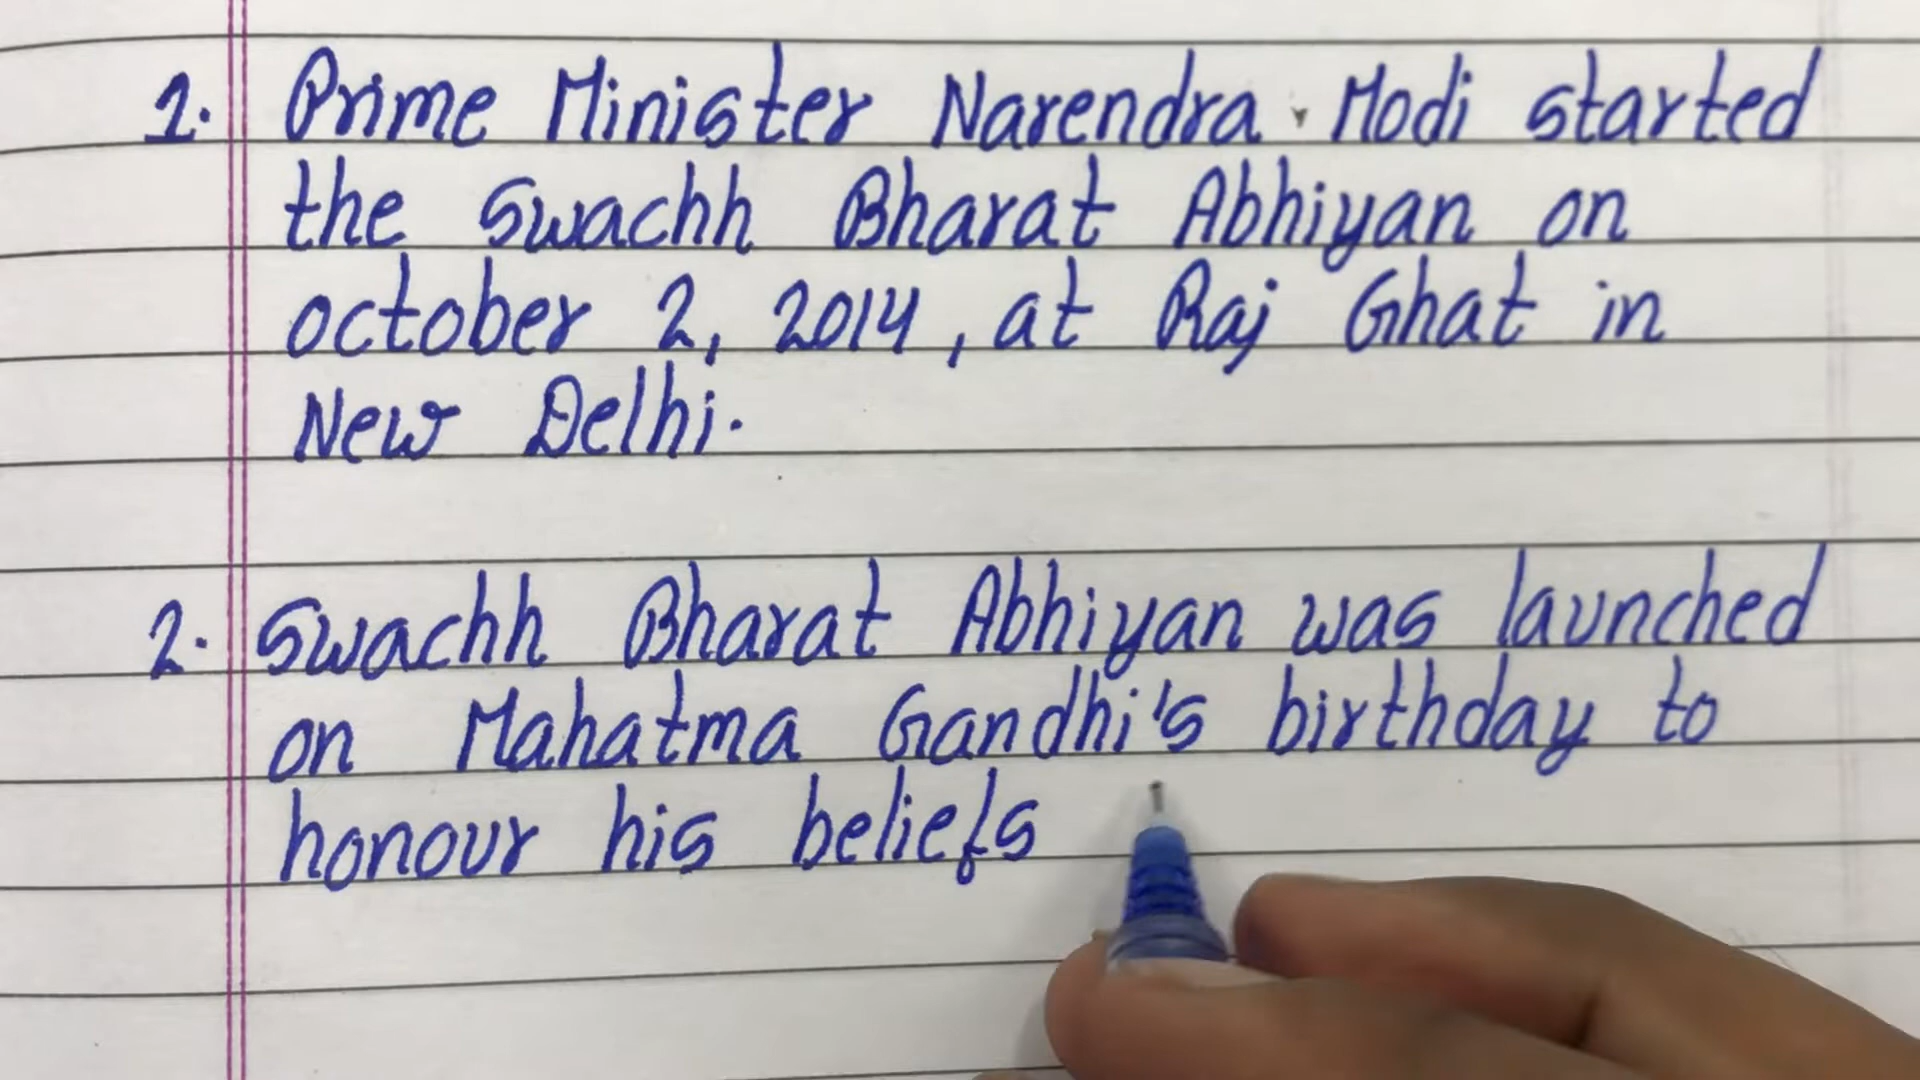 1. Prime Minister Narendra Modi started
the Swachh Bharat Abhiyan on
october 2, 2014, at Raj Ghat in
New Delhi.
2. Swachh Bharat Abhiyan was launched
on Mahatma Gandhi's birthday to
honour his beliefs